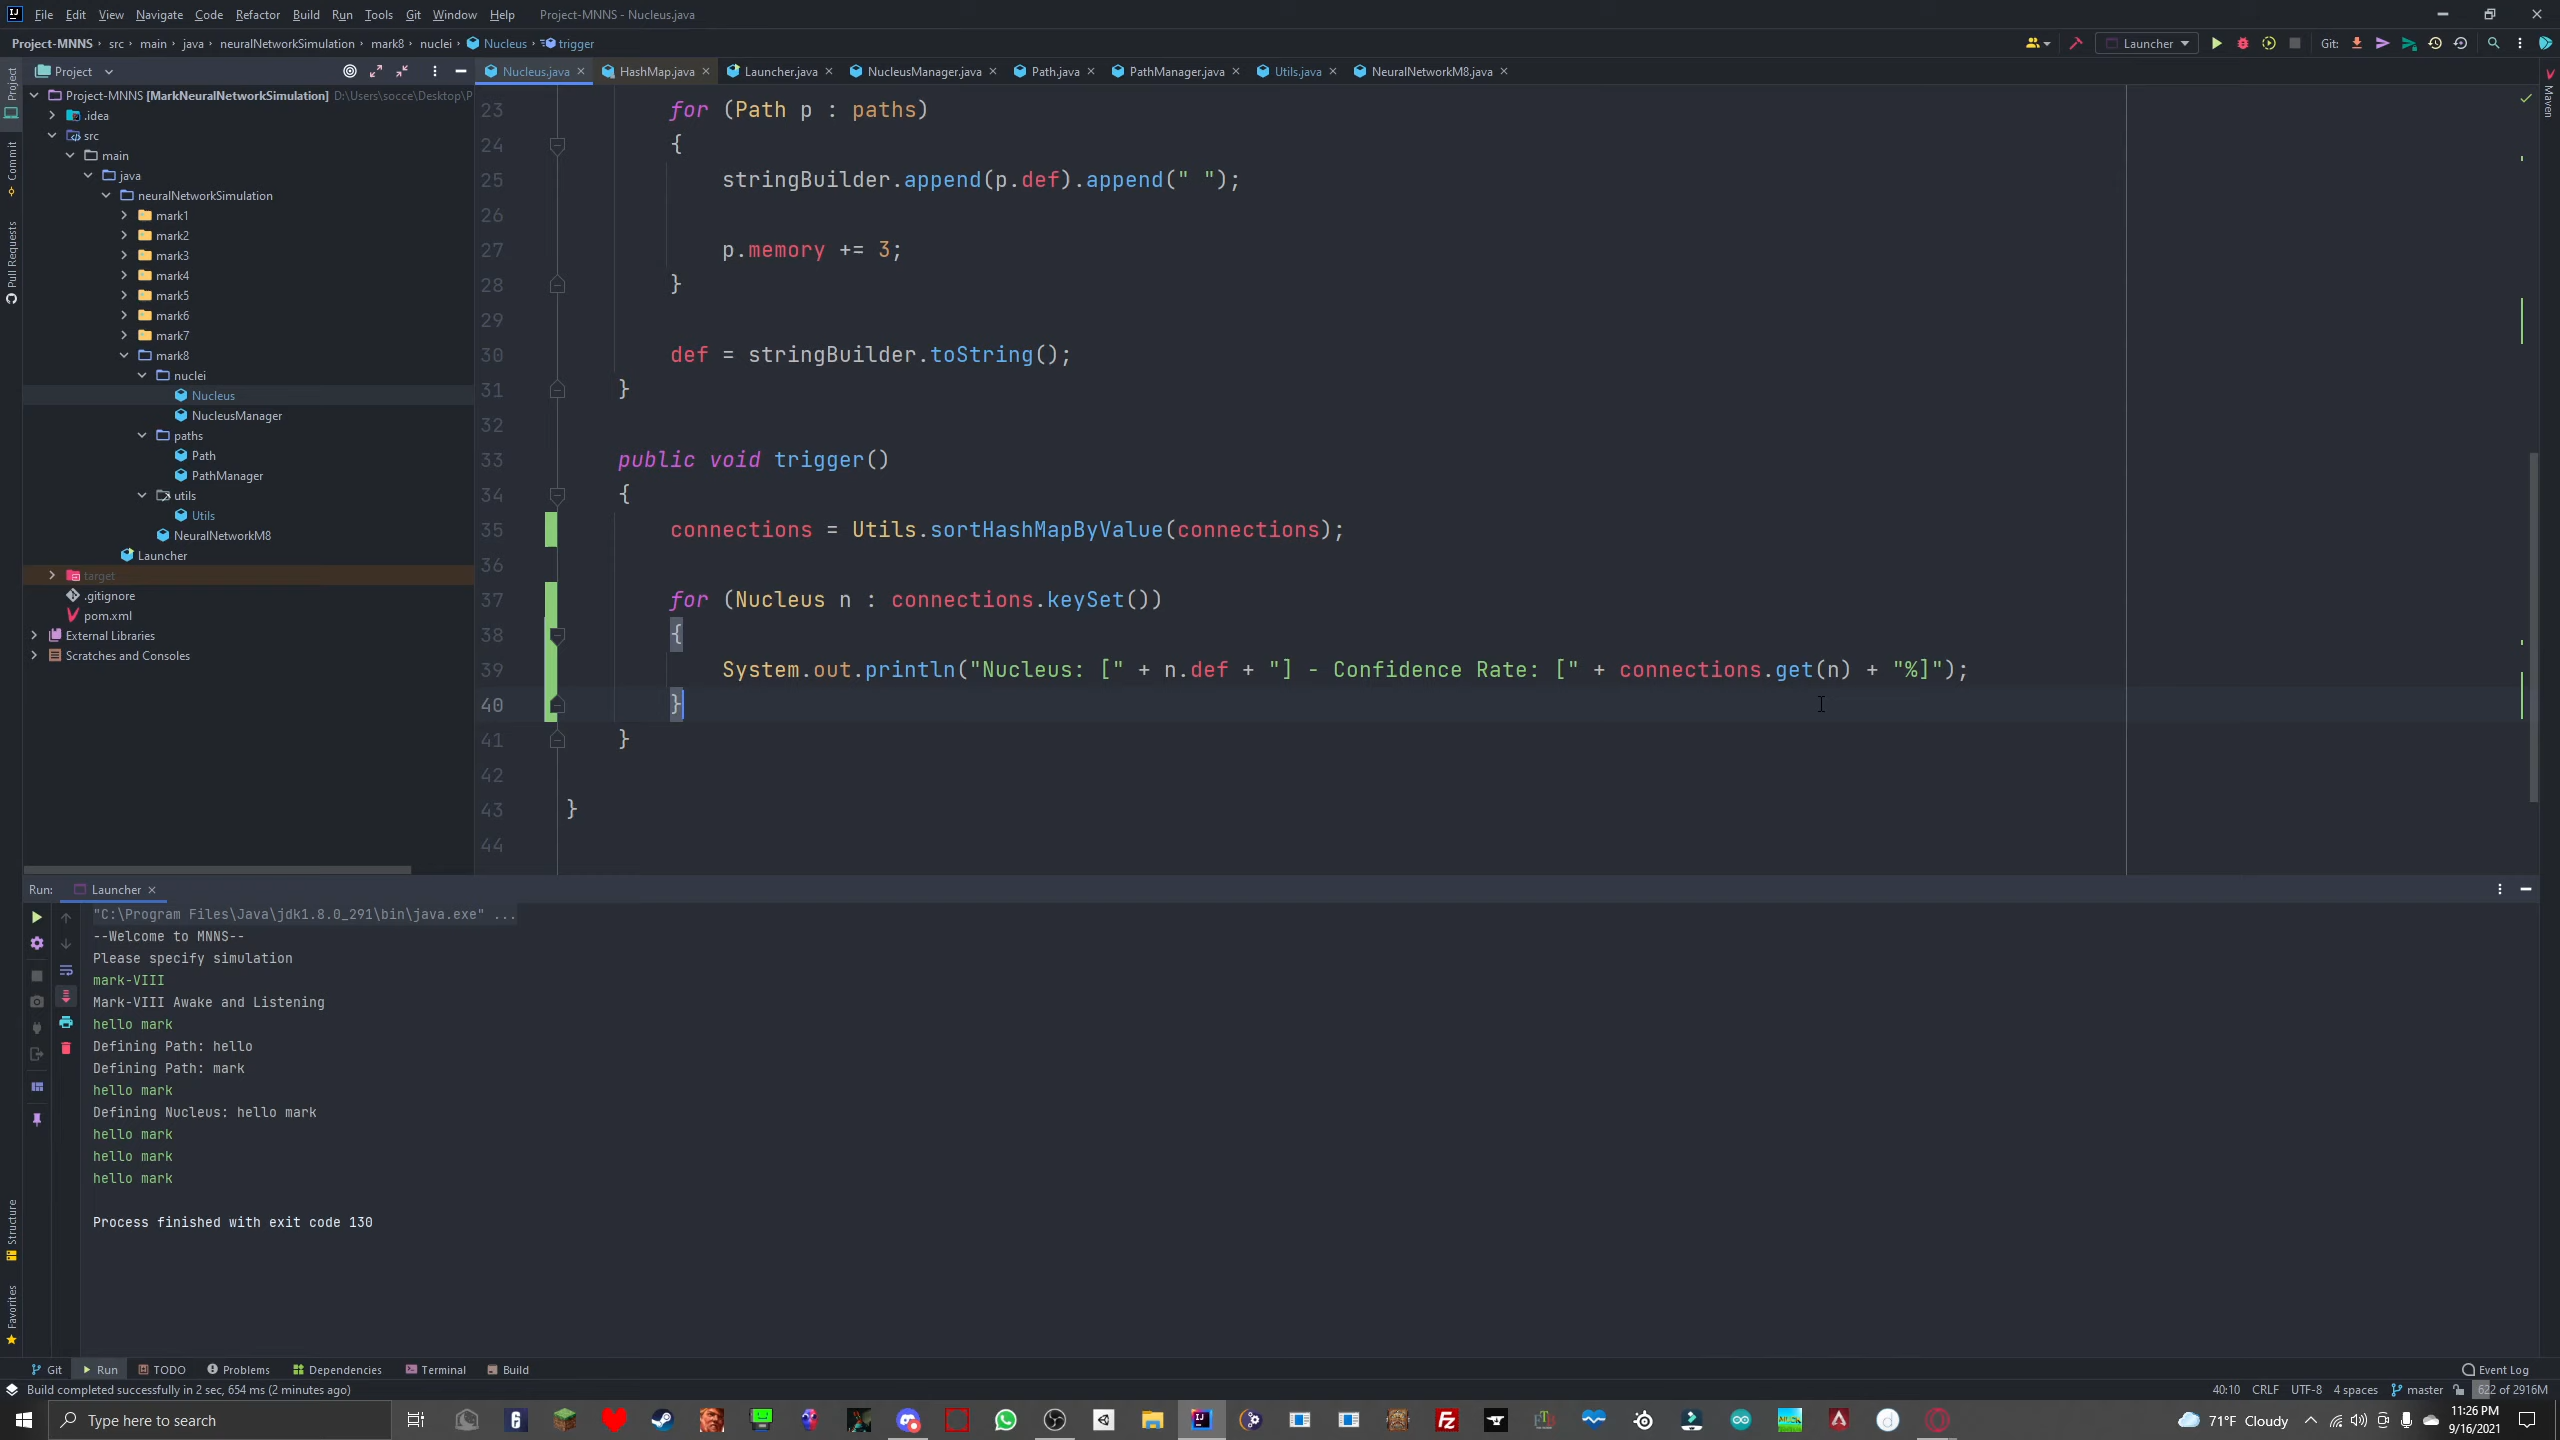 File Edit View Navigate Code Refactor Build Run Tools Git Window Help Project-MNNS - Nucleus.java
Project-MNNS src main java neuralNetworkSimulation mark8 nuclei Nucleus trigger Launcher Git:
Project
Nucleus.java HashMap.java Launcher.java NucleusManager.java Path.java PathManager.java Utils.java NeuralNetworkM8.java
Project
Commit
Pull Requests
Structure
Favorites
Maven
Project-MNNS [MarkNeuralNetworkSimulation] D:\Users\socce\Desktop\P
.idea
src
main
java
neuralNetworkSimulation
mark1
mark2
mark3
mark4
mark5
mark6
mark7
mark8
nuclei
Nucleus
NucleusManager
paths
Path
PathManager
utils
Utils
NeuralNetworkM8
Launcher
target
.gitignore
pom.xml
External Libraries
Scratches and Consoles
23 for (Path p : paths)
24 {
25 stringBuilder.append(p.def).append(" ");
26
27 p.memory += 3;
28 }
29
30 def = stringBuilder.toString();
31 }
32
33 public void trigger()
34 {
35 connections = Utils.sortHashMapByValue(connections);
36
37 for (Nucleus n : connections.keySet())
38 {
39 System.out.println("Nucleus: [" + n.def + "] - Confidence Rate: [" + connections.get(n) + "%]");
40 }
41 }
42
43 }
44
Run: Launcher
"C:\Program Files\Java\jdk1.8.0_291\bin\java.exe" ...
--Welcome to MNNS--
Please specify simulation
mark-VIII
Mark-VIII Awake and Listening
hello mark
Defining Path: hello
Defining Path: mark
hello mark
Defining Nucleus: hello mark
hello mark
hello mark
hello mark
Process finished with exit code 130
Git Run TODO Problems Dependencies Terminal Build Event Log
Build completed successfully in 2 sec, 654 ms (2 minutes ago) 40:10 CRLF UTF-8 4 spaces master 622 of 2916M
Type here to search 71°F Cloudy 11:26 PM
9/16/2021